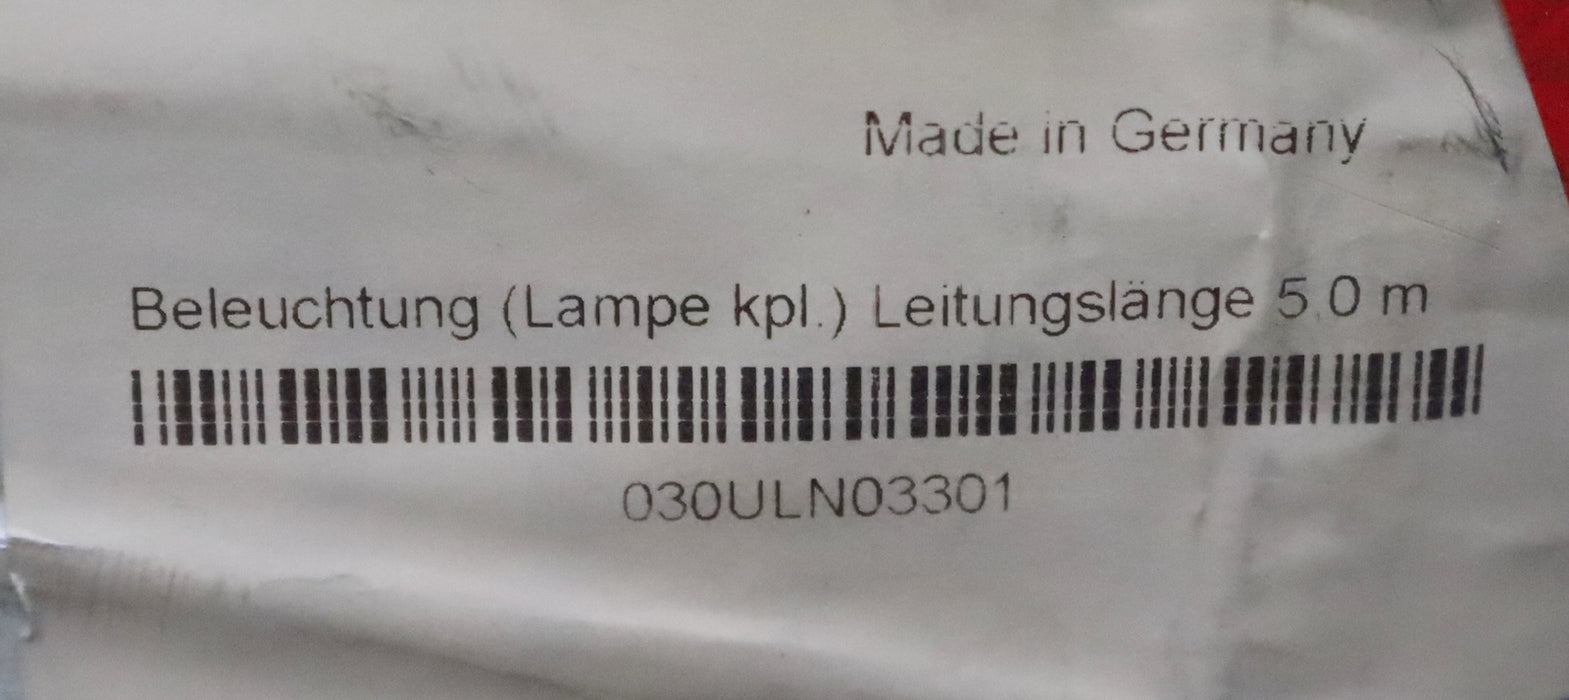 Made in Germany
Beleuchtung (Lampe kpl.) Leitungslänge 5.0 m
030ULN03301